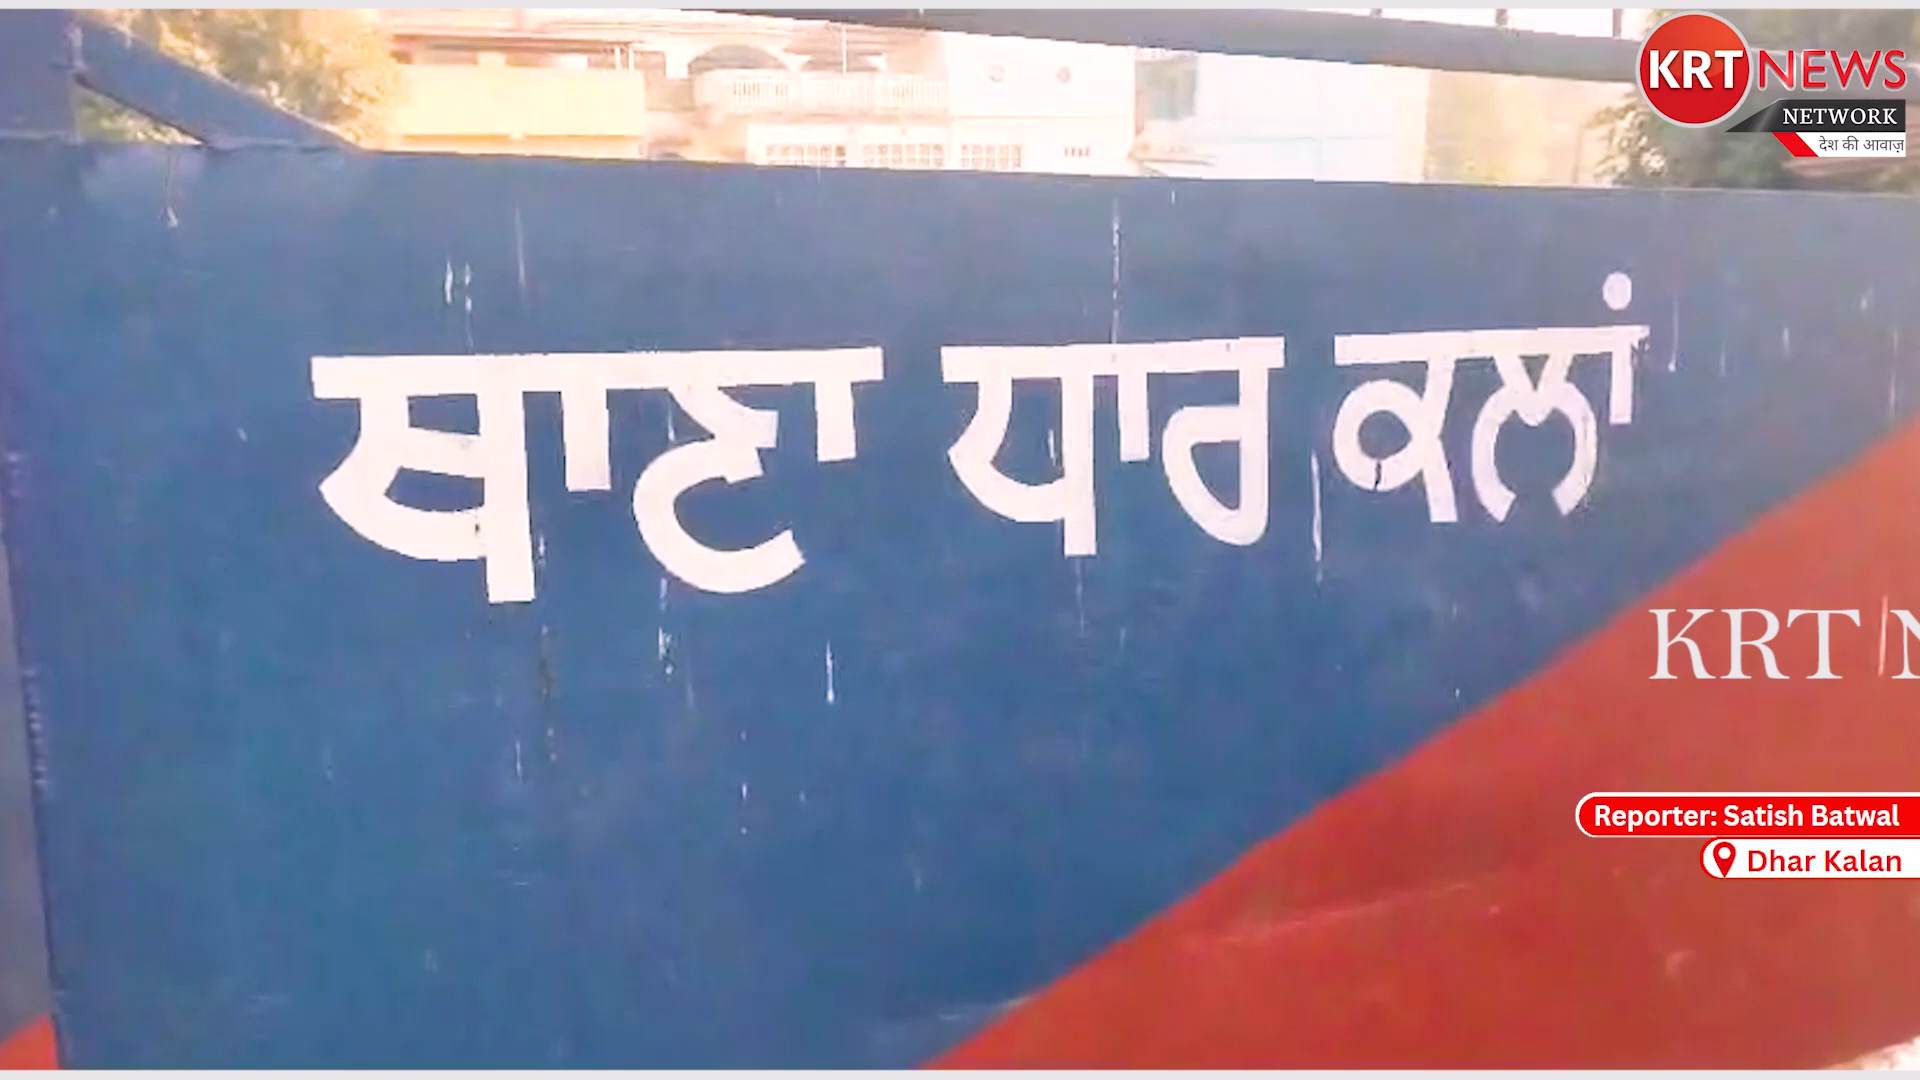 KRT NEWS
NETWORK
देश की आवाज़
ਥਾਣਾ ਧਾਰ ਕਲਾਂ
KRT N
Reporter: Satish Batwal
Dhar Kalan